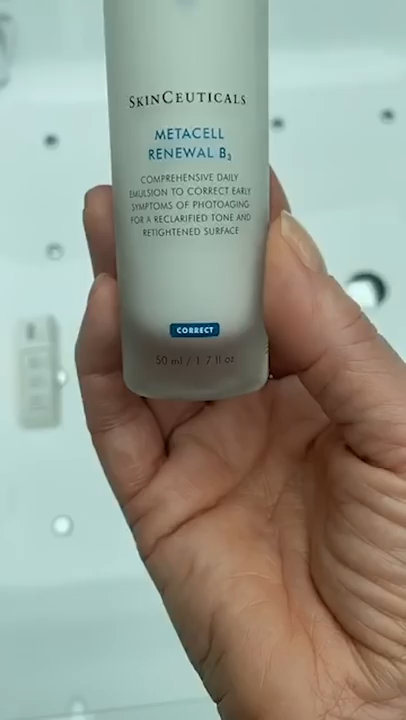 SKINCEUTICALS
METACELL
RENEWAL B₃
COMPREHENSIVE DAILY
EMULSION TO CORRECT EARLY
SYMPTOMS OF PHOTOAGING
FOR A RECLARIFIED TONE AND
RETIGHTENED SURFACE
CORRECT
50 ml / 1.7 fl oz